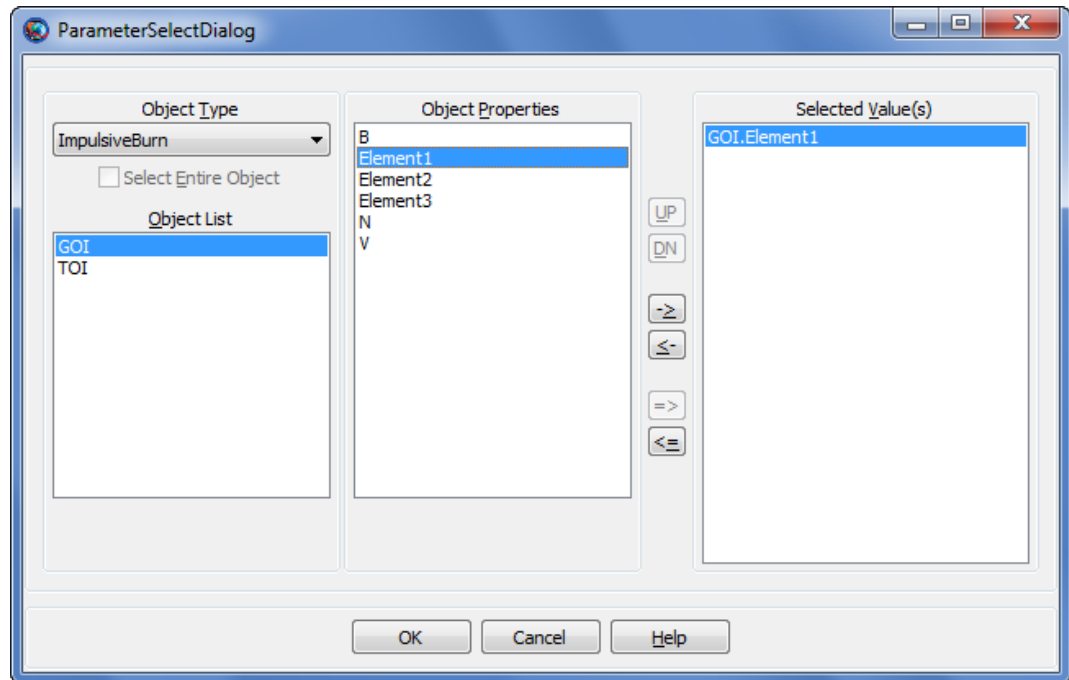 ParameterSelectDialog
Object Type
ImpulsiveBurn
Select Entire Object
Object List
GOI
TOI
Object Properties
B
Element1
Element2
Element3
N
V
UP
DN
->
<-
=>
<=
Selected Value(s)
GOI.Element1
OK
Cancel
Help